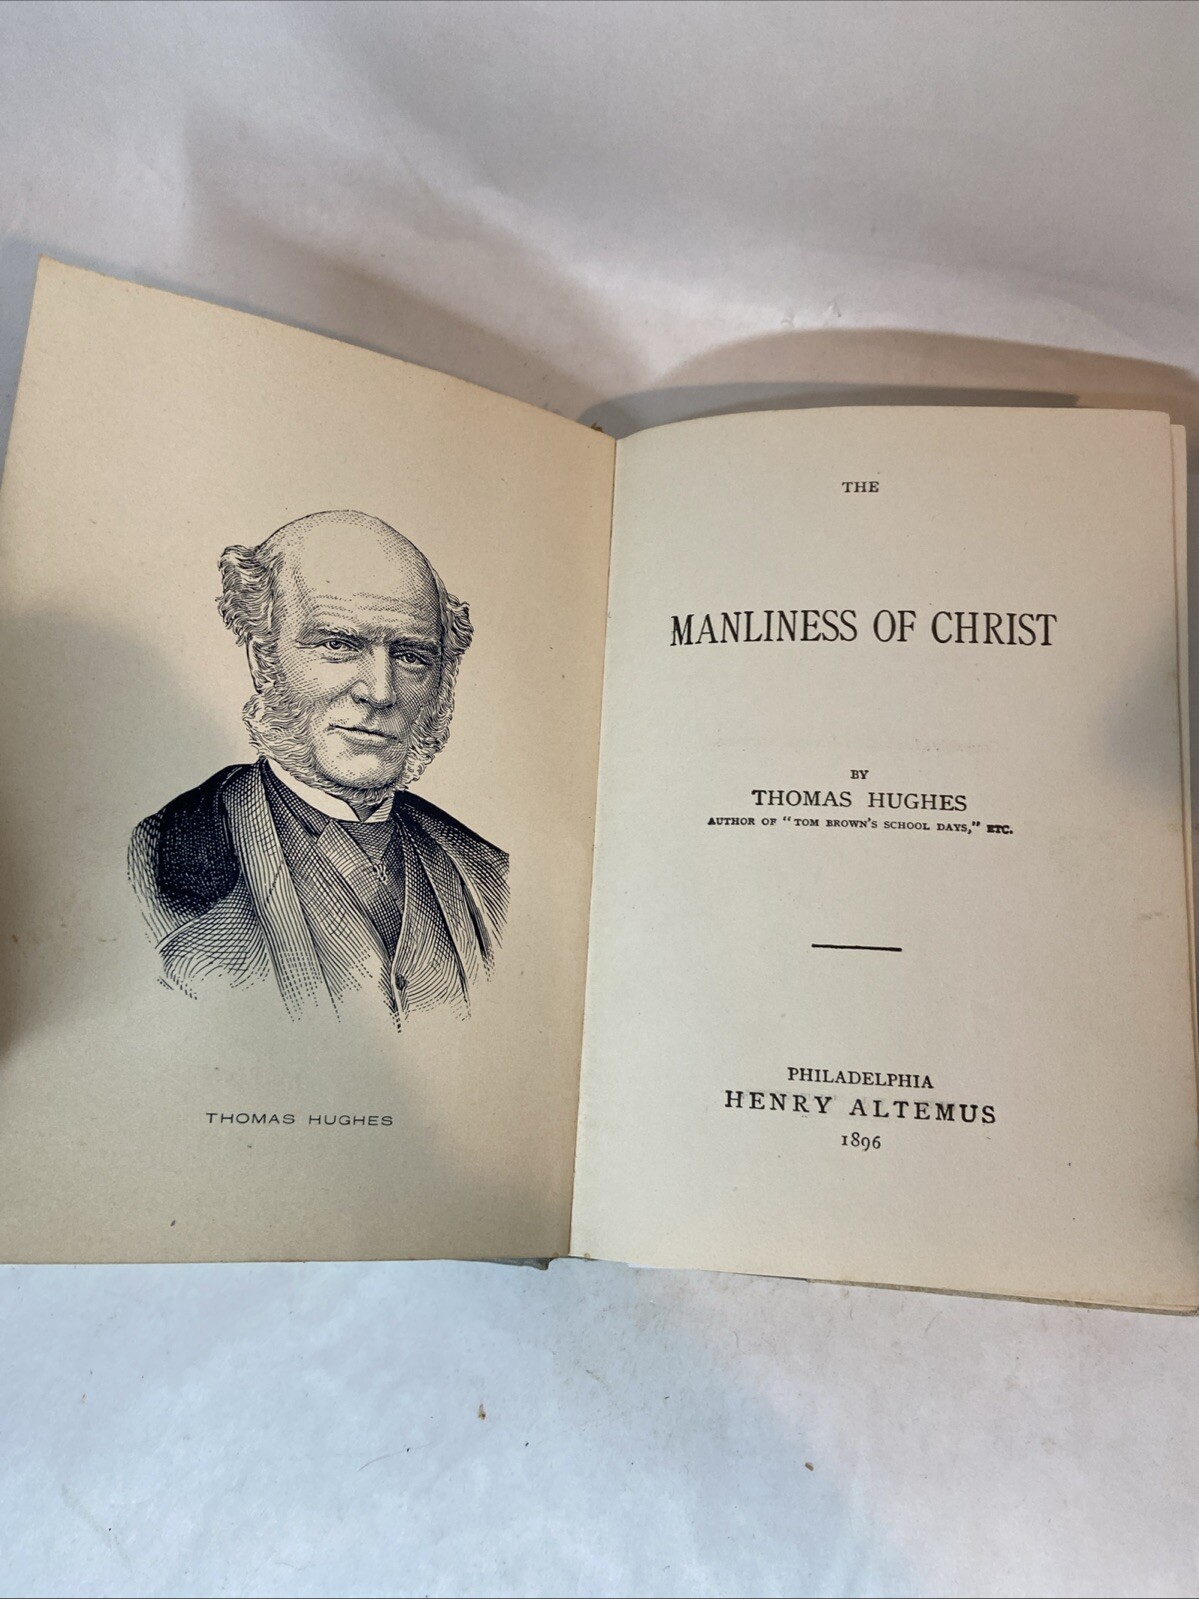 THOMAS HUGHES
THE
MANLINESS OF CHRIST
BY
THOMAS HUGHES
AUTHOR OF "TOM BROWN'S SCHOOL DAYS," ETC.
PHILADELPHIA
HENRY ALTEMUS
1896